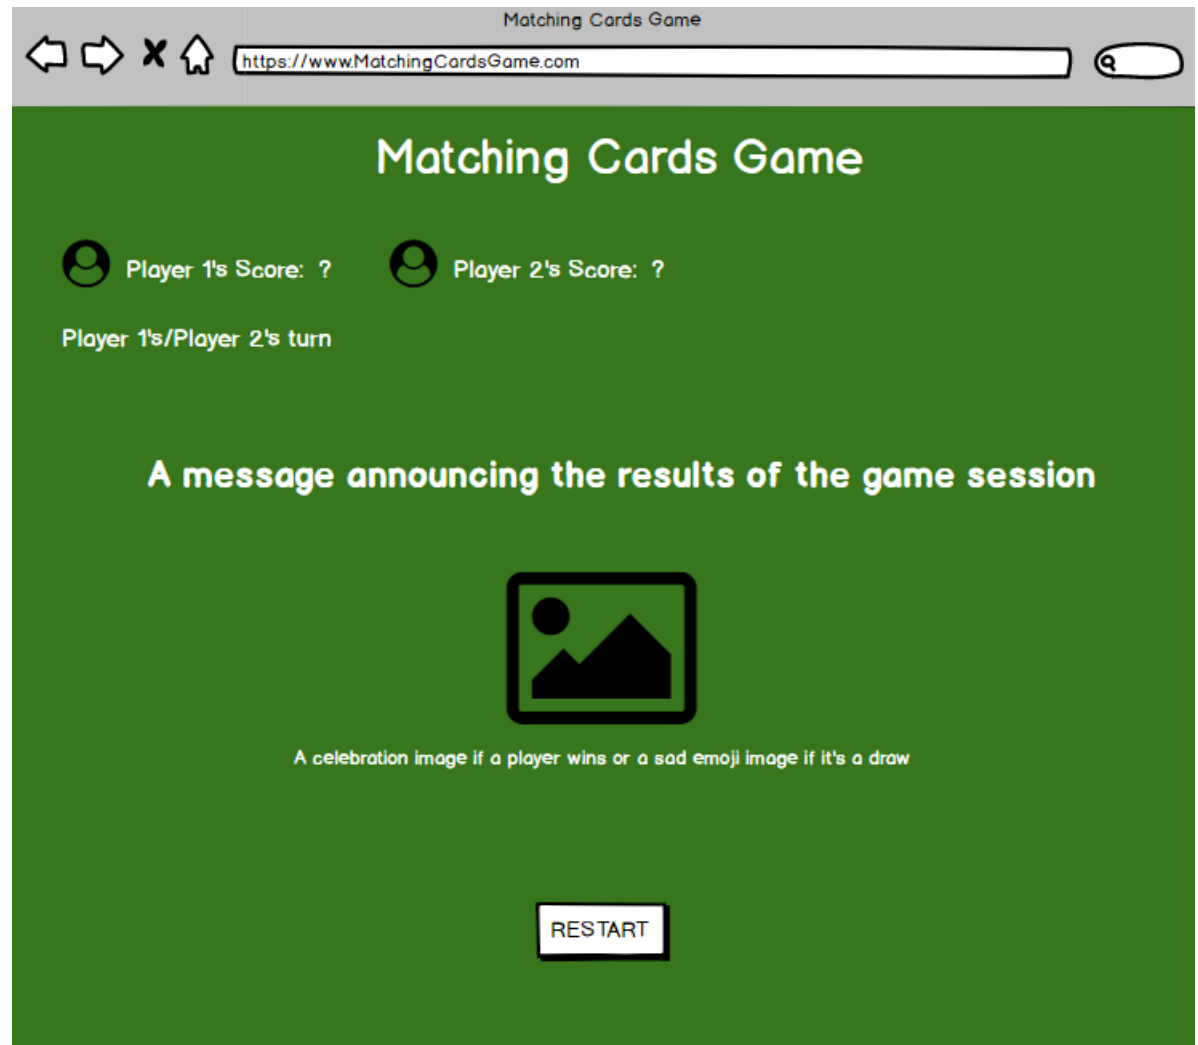 Matching Cards Game
https://www.MatchingCardsGame.com
Matching Cards Game
Player 1's Score: ? Player 2's Score: ?
Player 1's/Player 2's turn
A message announcing the results of the game session
A celebration image if a player wins or a sad emoji image if it's a draw
RESTART